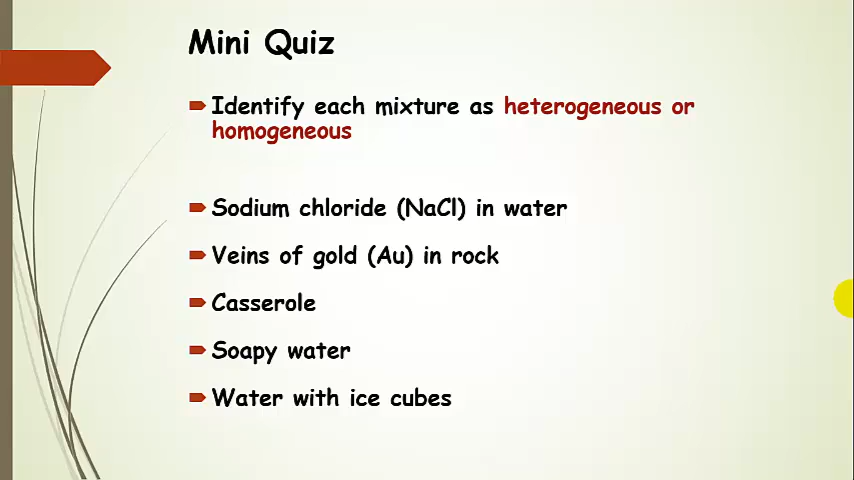 Mini Quiz
Identify each mixture as heterogeneous or
homogeneous
Sodium chloride (NaCl) in water
Veins of gold (Au) in rock
Casserole
Soapy water
Water with ice cubes